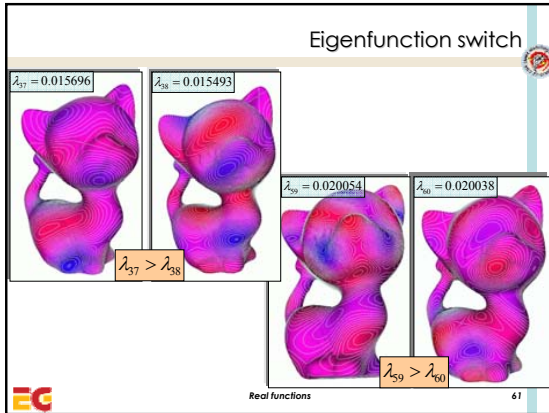 Eigenfunction switch
λ₃₇ = 0.015696
λ₃₈ = 0.015493
λ₅₉ = 0.020054
λ₆₀ = 0.020038
λ₃₇ > λ₃₈
λ₅₉ > λ₆₀
EG
Real functions
61